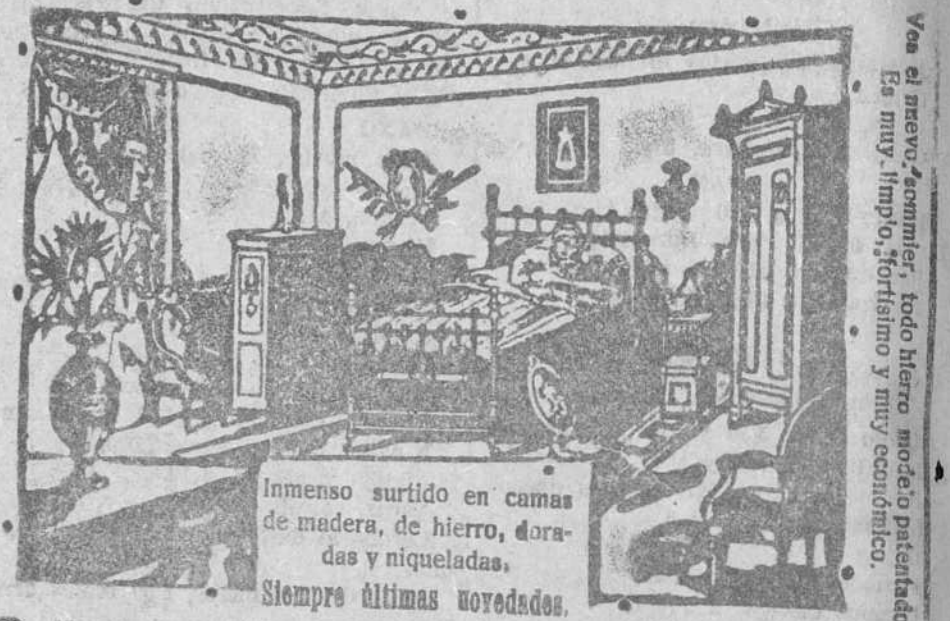 Vea el nuevo sommier, todo hierro modelo patentado
Es muy limpio, fortísimo y muy económico.
Inmenso surtido en camas
de madera, de hierro, dora-
das y niqueladas.
Siempre últimas novedades.